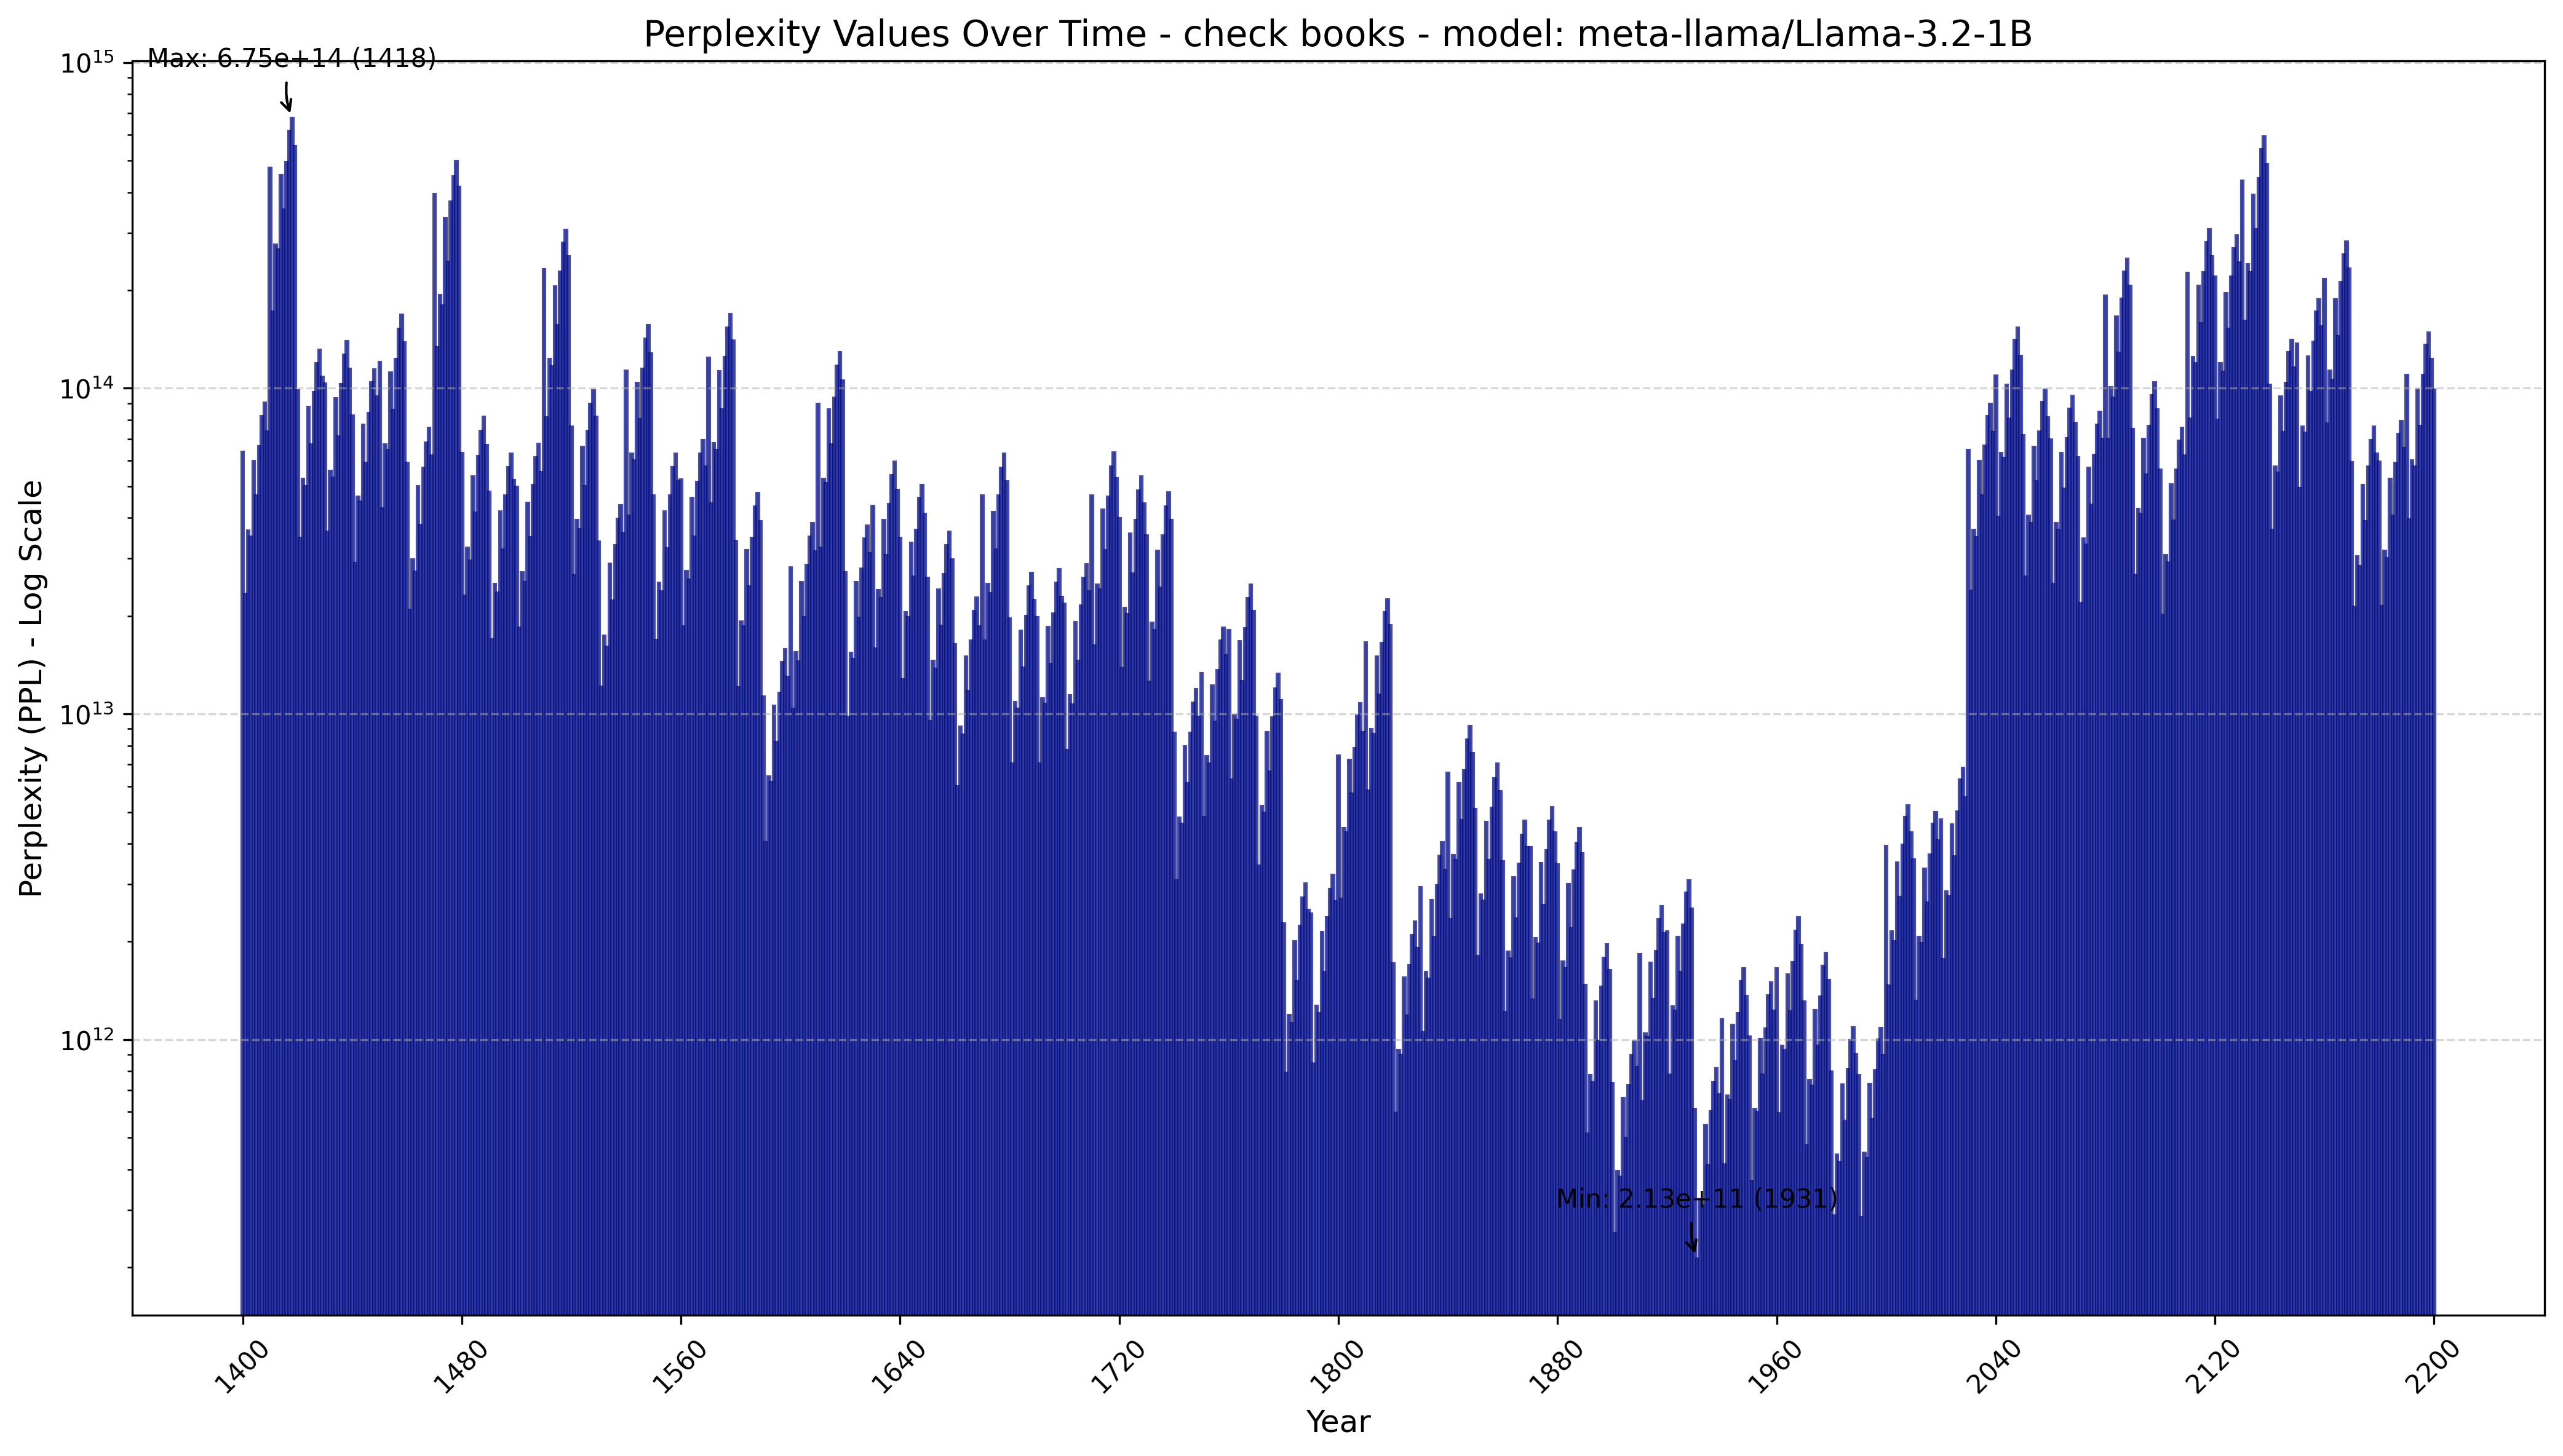 Perplexity Values Over Time - check books - model: meta-llama/Llama-3.2-1B
Max: 6.75e+14 (1418)
10^15
10^14
10^13
10^12
Perplexity (PPL) - Log Scale
Min: 2.13e+11 (1931)
1400 1480 1560 1640 1720 1800 1880 1960 2040 2120 2200
Year